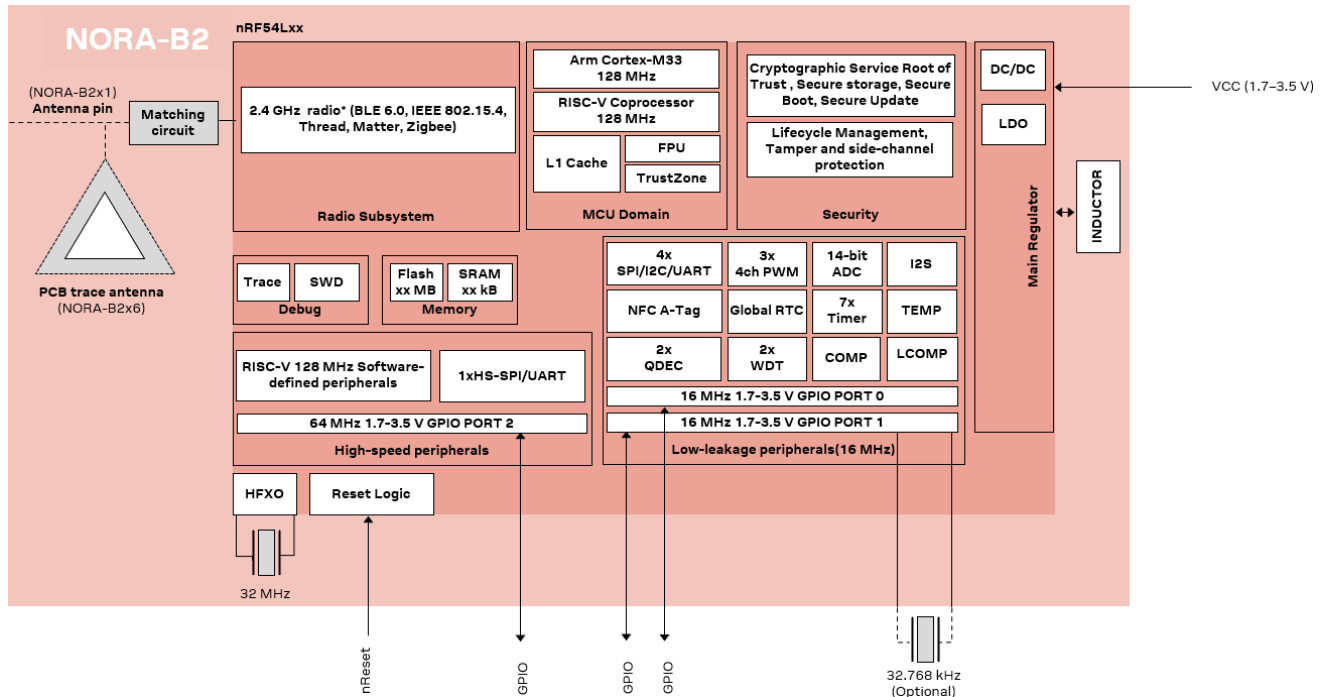 NORA-B2
nRF54Lxx
(NORA-B2x1)
Antenna pin
Matching
circuit
PCB trace antenna
(NORA-B2x6)
2.4 GHz radio* (BLE 6.0, IEEE 802.15.4,
Thread, Matter, Zigbee)
Radio Subsystem
Arm Cortex-M33
128 MHz
RISC-V Coprocessor
128 MHz
L1 Cache
FPU
TrustZone
MCU Domain
Cryptographic Service Root of
Trust , Secure storage, Secure
Boot, Secure Update
Lifecycle Management,
Tamper and side-channel
protection
Security
DC/DC
LDO
Main Regulator
VCC (1.7–3.5 V)
INDUCTOR
Trace
SWD
Debug
Flash
xx MB
SRAM
xx kB
Memory
4x
SPI/I2C/UART
3x
4ch PWM
14-bit
ADC
I2S
NFC A-Tag
Global RTC
7x
Timer
TEMP
2x
QDEC
2x
WDT
COMP
LCOMP
16 MHz 1.7-3.5 V GPIO PORT 0
16 MHz 1.7-3.5 V GPIO PORT 1
Low-leakage peripherals(16 MHz)
RISC-V 128 MHz Software-
defined peripherals
1xHS-SPI/UART
64 MHz 1.7-3.5 V GPIO PORT 2
High-speed peripherals
HFXO
Reset Logic
32 MHz
nReset
GPIO
GPIO
GPIO
32.768 kHz
(Optional)